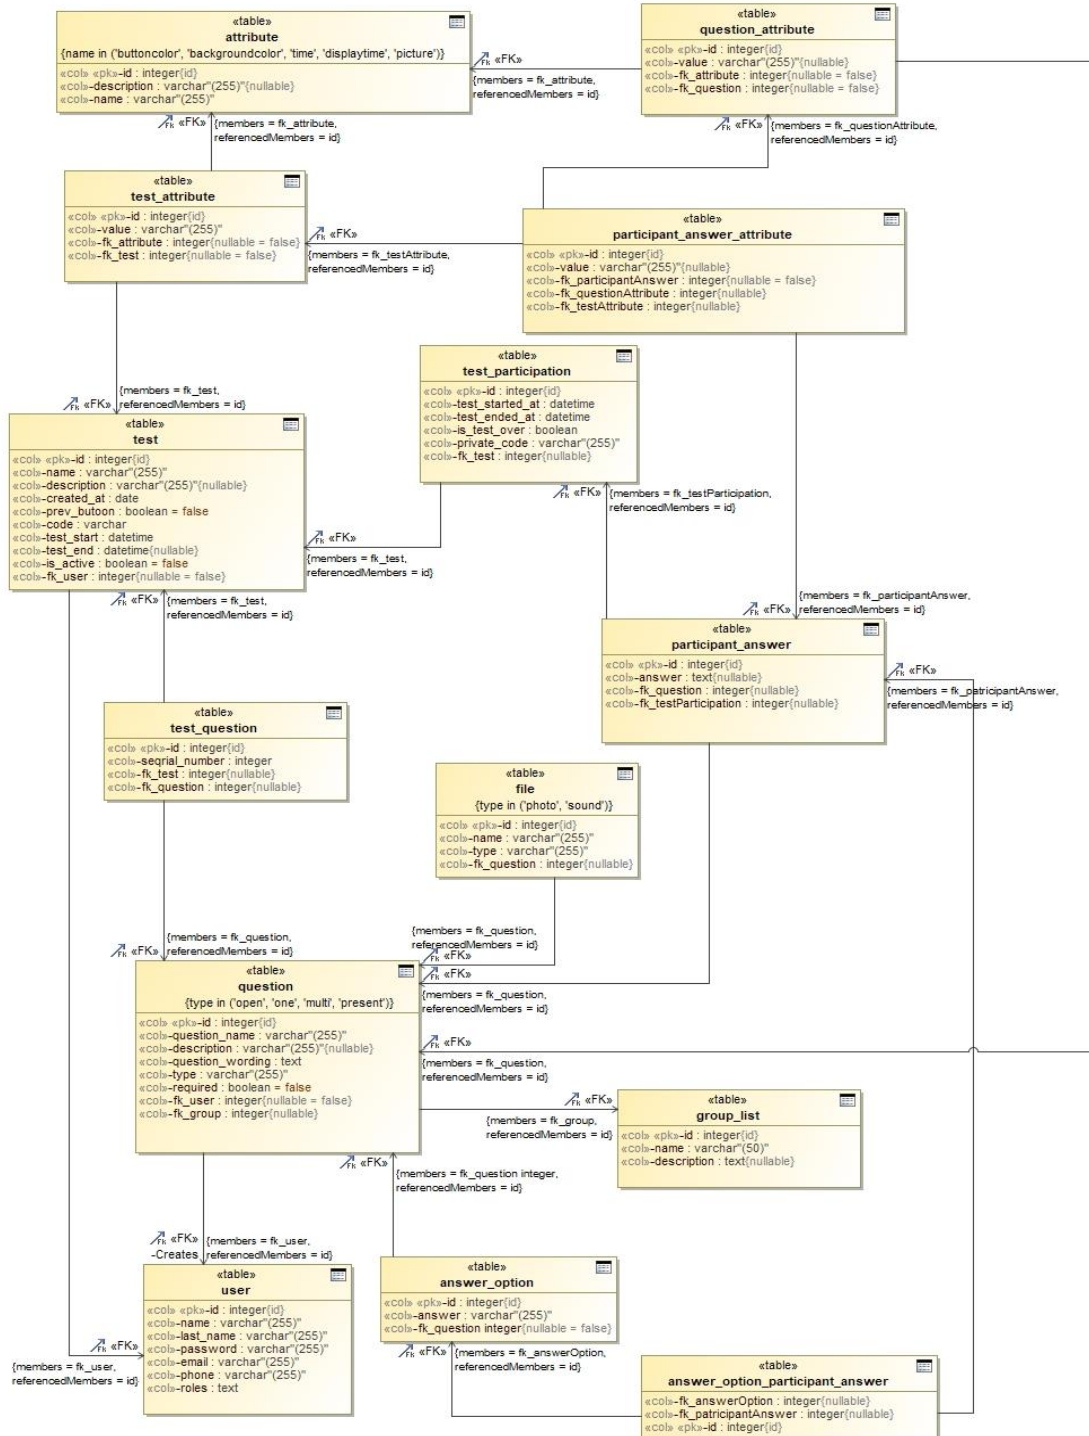 «table»
attribute
{name in ('buttoncolor', 'backgroundcolor', 'time', 'displaytime', 'picture')}
«col» «pk»-id : integer{id}
«col»-description : varchar"(255)"{nullable}
«col»-name : varchar"(255)"
«table»
question_attribute
«col» «pk»-id : integer{id}
«col»-value : varchar"(255)"{nullable}
«col»-fk_attribute : integer{nullable = false}
«col»-fk_question : integer{nullable = false}
Fk «FK»
{members = fk_attribute,
referencedMembers = id}
Fk «FK»
{members = fk_attribute,
referencedMembers = id}
Fk «FK»
{members = fk_questionAttribute,
referencedMembers = id}
«table»
test_attribute
«col» «pk»-id : integer{id}
«col»-value : varchar"(255)"
«col»-fk_attribute : integer{nullable = false}
«col»-fk_test : integer{nullable = false}
Fk «FK»
{members = fk_testAttribute,
referencedMembers = id}
«table»
participant_answer_attribute
«col» «pk»-id : integer{id}
«col»-value : varchar"(255)"{nullable}
«col»-fk_participantAnswer : integer{nullable = false}
«col»-fk_questionAttribute : integer{nullable}
«col»-fk_testAttribute : integer{nullable}
«table»
test_participation
«col» «pk»-id : integer{id}
«col»-test_started_at : datetime
«col»-test_ended_at : datetime
«col»-is_test_over : boolean
«col»-private_code : varchar"(255)"
«col»-fk_test : integer{nullable}
Fk «FK»
{members = fk_test,
referencedMembers = id}
«table»
test
«col» «pk»-id : integer{id}
«col»-name : varchar"(255)"
«col»-description : varchar"(255)"{nullable}
«col»-created_at : date
«col»-prev_butoon : boolean = false
«col»-code : varchar
«col»-test_start : datetime
«col»-test_end : datetime{nullable}
«col»-is_active : boolean = false
«col»-fk_user : integer{nullable = false}
Fk «FK»
{members = fk_testParticipation,
referencedMembers = id}
Fk «FK»
{members = fk_test,
referencedMembers = id}
Fk «FK»
{members = fk_test,
referencedMembers = id}
Fk «FK»
{members = fk_participantAnswer,
referencedMembers = id}
«table»
participant_answer
«col» «pk»-id : integer{id}
«col»-answer : text{nullable}
«col»-fk_question : integer{nullable}
«col»-fk_testParticipation : integer{nullable}
Fk «FK»
{members = fk_patricipantAnswer,
referencedMembers = id}
«table»
test_question
«col» «pk»-id : integer{id}
«col»-seqrial_number : integer
«col»-fk_test : integer{nullable}
«col»-fk_question : integer{nullable}
«table»
file
{type in ('photo', 'sound')}
«col» «pk»-id : integer{id}
«col»-name : varchar"(255)"
«col»-type : varchar"(255)"
«col»-fk_question : integer{nullable}
Fk «FK»
{members = fk_question,
referencedMembers = id}
{members = fk_question,
referencedMembers = id}
Fk «FK»
Fk «FK»
{members = fk_question,
referencedMembers = id}
«table»
question
{type in ('open', 'one', 'multi', 'present')}
«col» «pk»-id : integer{id}
«col»-question_name : varchar"(255)"
«col»-description : varchar"(255)"{nullable}
«col»-question_wording : text
«col»-type : varchar"(255)"
«col»-required : boolean = false
«col»-fk_user : integer{nullable = false}
«col»-fk_group : integer{nullable}
Fk «FK»
{members = fk_question,
referencedMembers = id}
Fk «FK»
{members = fk_group,
referencedMembers = id}
«table»
group_list
«col» «pk»-id : integer{id}
«col»-name : varchar"(50)"
«col»-description : text{nullable}
Fk «FK»
{members = fk_question integer,
referencedMembers = id}
Fk «FK»
-Creates
{members = fk_user,
referencedMembers = id}
«table»
user
«col» «pk»-id : integer{id}
«col»-name : varchar"(255)"
«col»-last_name : varchar"(255)"
«col»-password : varchar"(255)"
«col»-email : varchar"(255)"
«col»-phone : varchar"(255)"
«col»-roles : text
Fk «FK»
{members = fk_user,
referencedMembers = id}
«table»
answer_option
«col» «pk»-id : integer{id}
«col»-answer : varchar"(255)"
«col»-fk_question integer{nullable = false}
Fk «FK»
{members = fk_answerOption,
referencedMembers = id}
«table»
answer_option_participant_answer
«col»-fk_answerOption : integer{nullable}
«col»-fk_patricipantAnswer : integer{nullable}
«col» «pk»-id : integer{id}